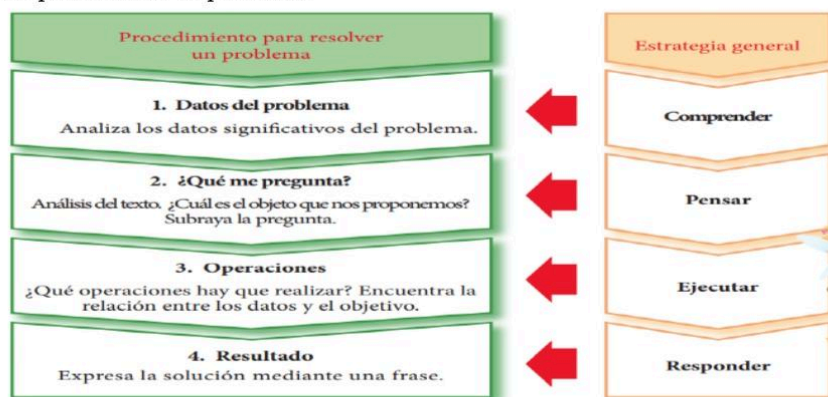 Procedimiento para resolver
un problema
Estrategia general
1. Datos del problema
Analiza los datos significativos del problema.
Comprender
2. ¿Qué me pregunta?
Análisis del texto. ¿Cuál es el objeto que nos proponemos?
Subraya la pregunta.
Pensar
3. Operaciones
¿Qué operaciones hay que realizar? Encuentra la
relación entre los datos y el objetivo.
Ejecutar
4. Resultado
Expresa la solución mediante una frase.
Responder